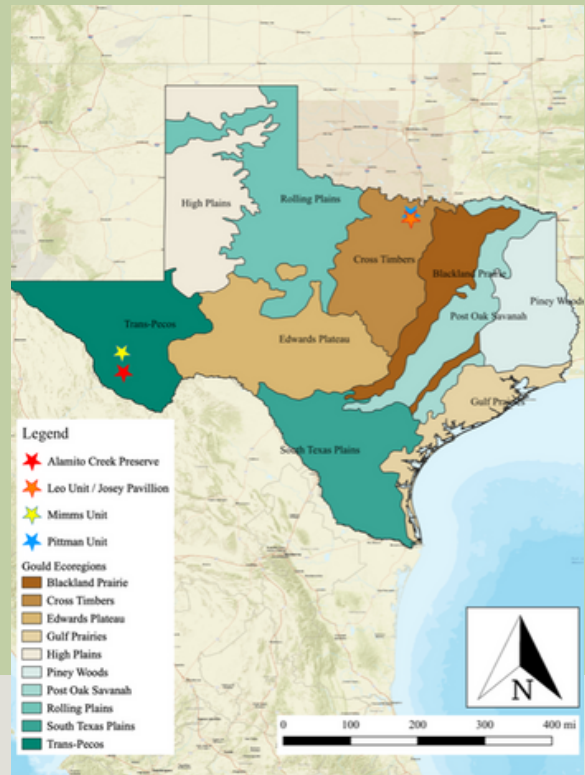 High Plains
Rolling Plains
Cross Timbers
Blackland Prairie
Piney Woods
Post Oak Savanah
Trans-Pecos
Edwards Plateau
Gulf Prairies
South Texas Plains
Legend
Alamito Creek Preserve
Leo Unit / Josey Pavillion
Mimms Unit
Pittman Unit
Gould Ecoregions
Blackland Prairie
Cross Timbers
Edwards Plateau
Gulf Prairies
High Plains
Piney Woods
Post Oak Savanah
Rolling Plains
South Texas Plains
Trans-Pecos
N
0 100 200 300 400 mi